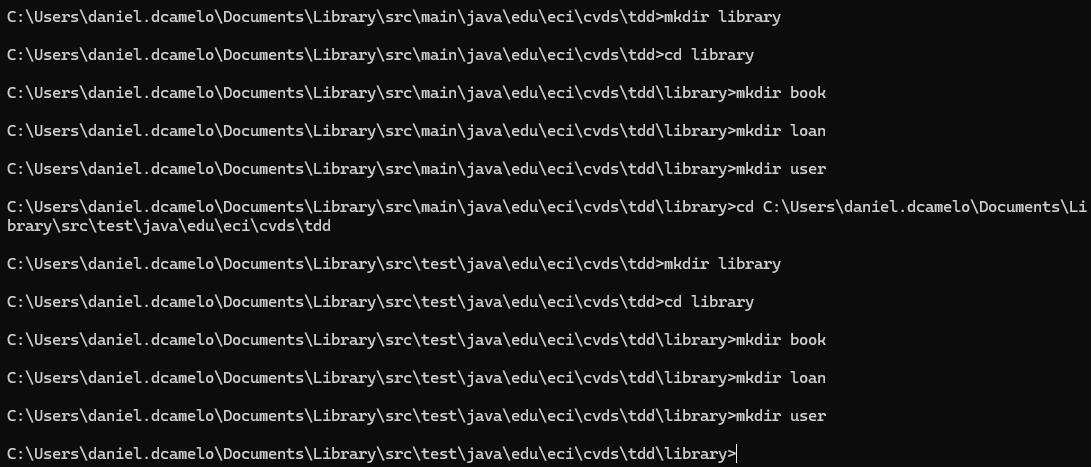 C:\Users\daniel.dcamelo\Documents\Library\src\main\java\edu\eci\cvds\tdd>mkdir library
C:\Users\daniel.dcamelo\Documents\Library\src\main\java\edu\eci\cvds\tdd>cd library
C:\Users\daniel.dcamelo\Documents\Library\src\main\java\edu\eci\cvds\tdd\library>mkdir book
C:\Users\daniel.dcamelo\Documents\Library\src\main\java\edu\eci\cvds\tdd\library>mkdir loan
C:\Users\daniel.dcamelo\Documents\Library\src\main\java\edu\eci\cvds\tdd\library>mkdir user
C:\Users\daniel.dcamelo\Documents\Library\src\main\java\edu\eci\cvds\tdd\library>cd C:\Users\daniel.dcamelo\Documents\Li
brary\src\test\java\edu\eci\cvds\tdd
C:\Users\daniel.dcamelo\Documents\Library\src\test\java\edu\eci\cvds\tdd>mkdir library
C:\Users\daniel.dcamelo\Documents\Library\src\test\java\edu\eci\cvds\tdd>cd library
C:\Users\daniel.dcamelo\Documents\Library\src\test\java\edu\eci\cvds\tdd\library>mkdir book
C:\Users\daniel.dcamelo\Documents\Library\src\test\java\edu\eci\cvds\tdd\library>mkdir loan
C:\Users\daniel.dcamelo\Documents\Library\src\test\java\edu\eci\cvds\tdd\library>mkdir user
C:\Users\daniel.dcamelo\Documents\Library\src\test\java\edu\eci\cvds\tdd\library>